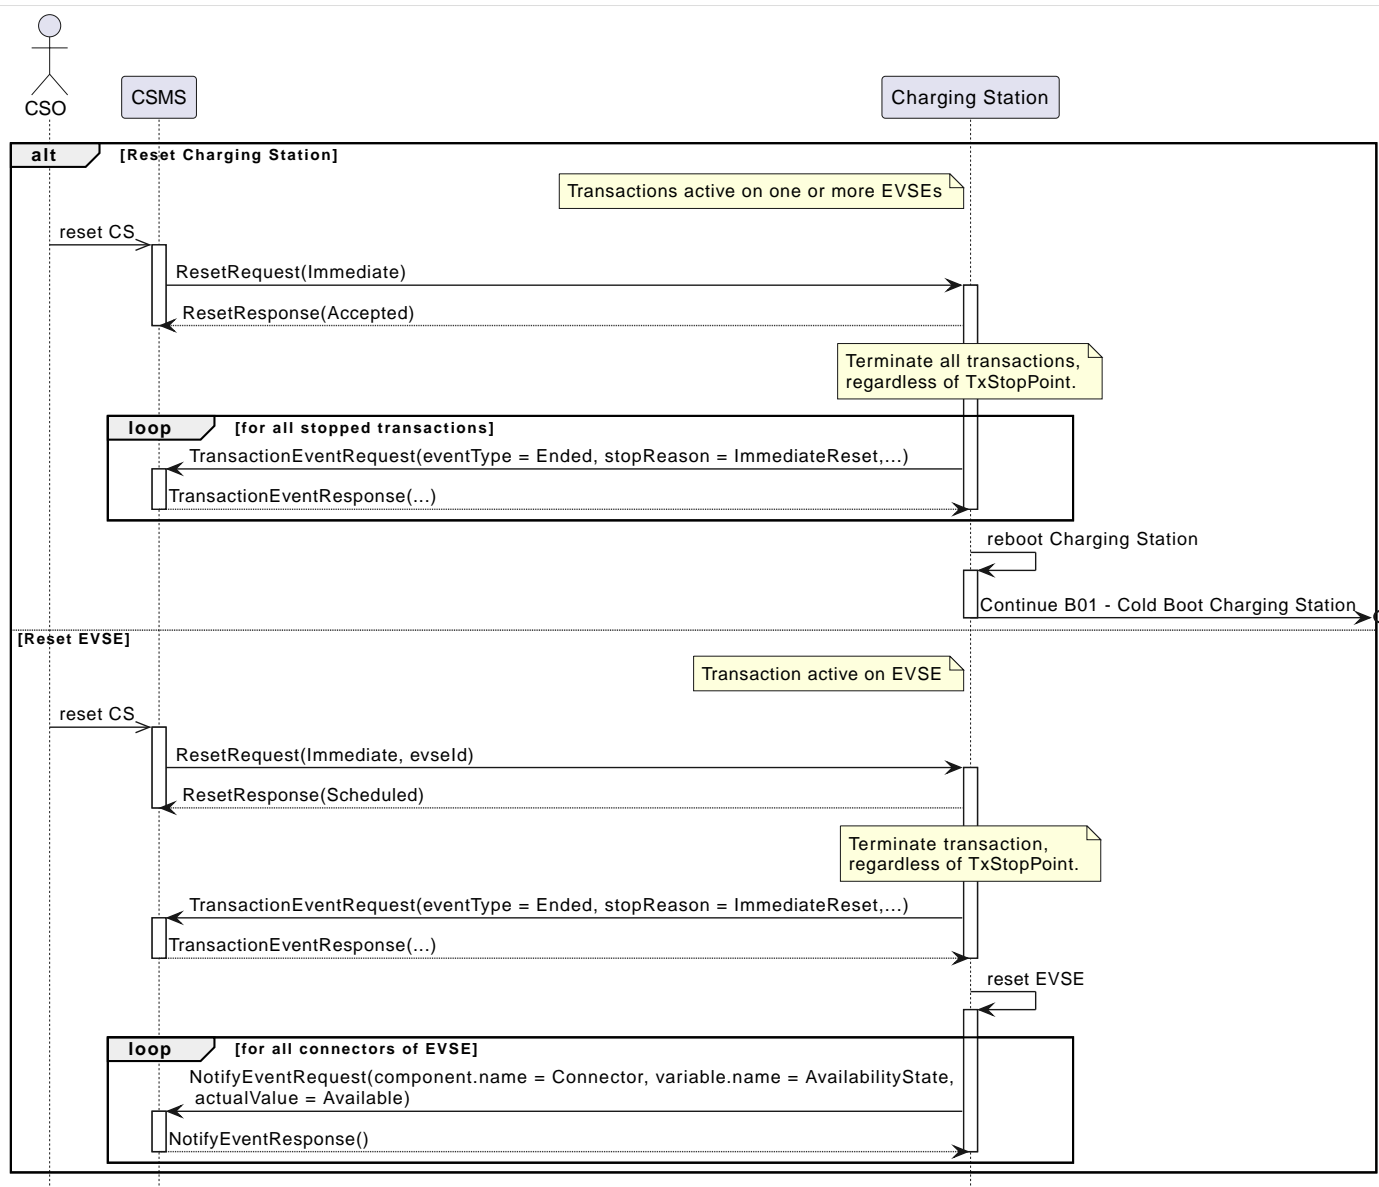 CSO
CSMS
Charging Station
alt
[Reset Charging Station]
Transactions active on one or more EVSEs
reset CS
ResetRequest(Immediate)
ResetResponse(Accepted)
Terminate all transactions,
regardless of TxStopPoint.
loop
[for all stopped transactions]
TransactionEventRequest(eventType = Ended, stopReason = ImmediateReset,...)
TransactionEventResponse(...)
reboot Charging Station
Continue B01 - Cold Boot Charging Station
[Reset EVSE]
Transaction active on EVSE
reset CS
ResetRequest(Immediate, evseId)
ResetResponse(Scheduled)
Terminate transaction,
regardless of TxStopPoint.
TransactionEventRequest(eventType = Ended, stopReason = ImmediateReset,...)
TransactionEventResponse(...)
reset EVSE
loop
[for all connectors of EVSE]
NotifyEventRequest(component.name = Connector, variable.name = AvailabilityState,
actualValue = Available)
NotifyEventResponse()